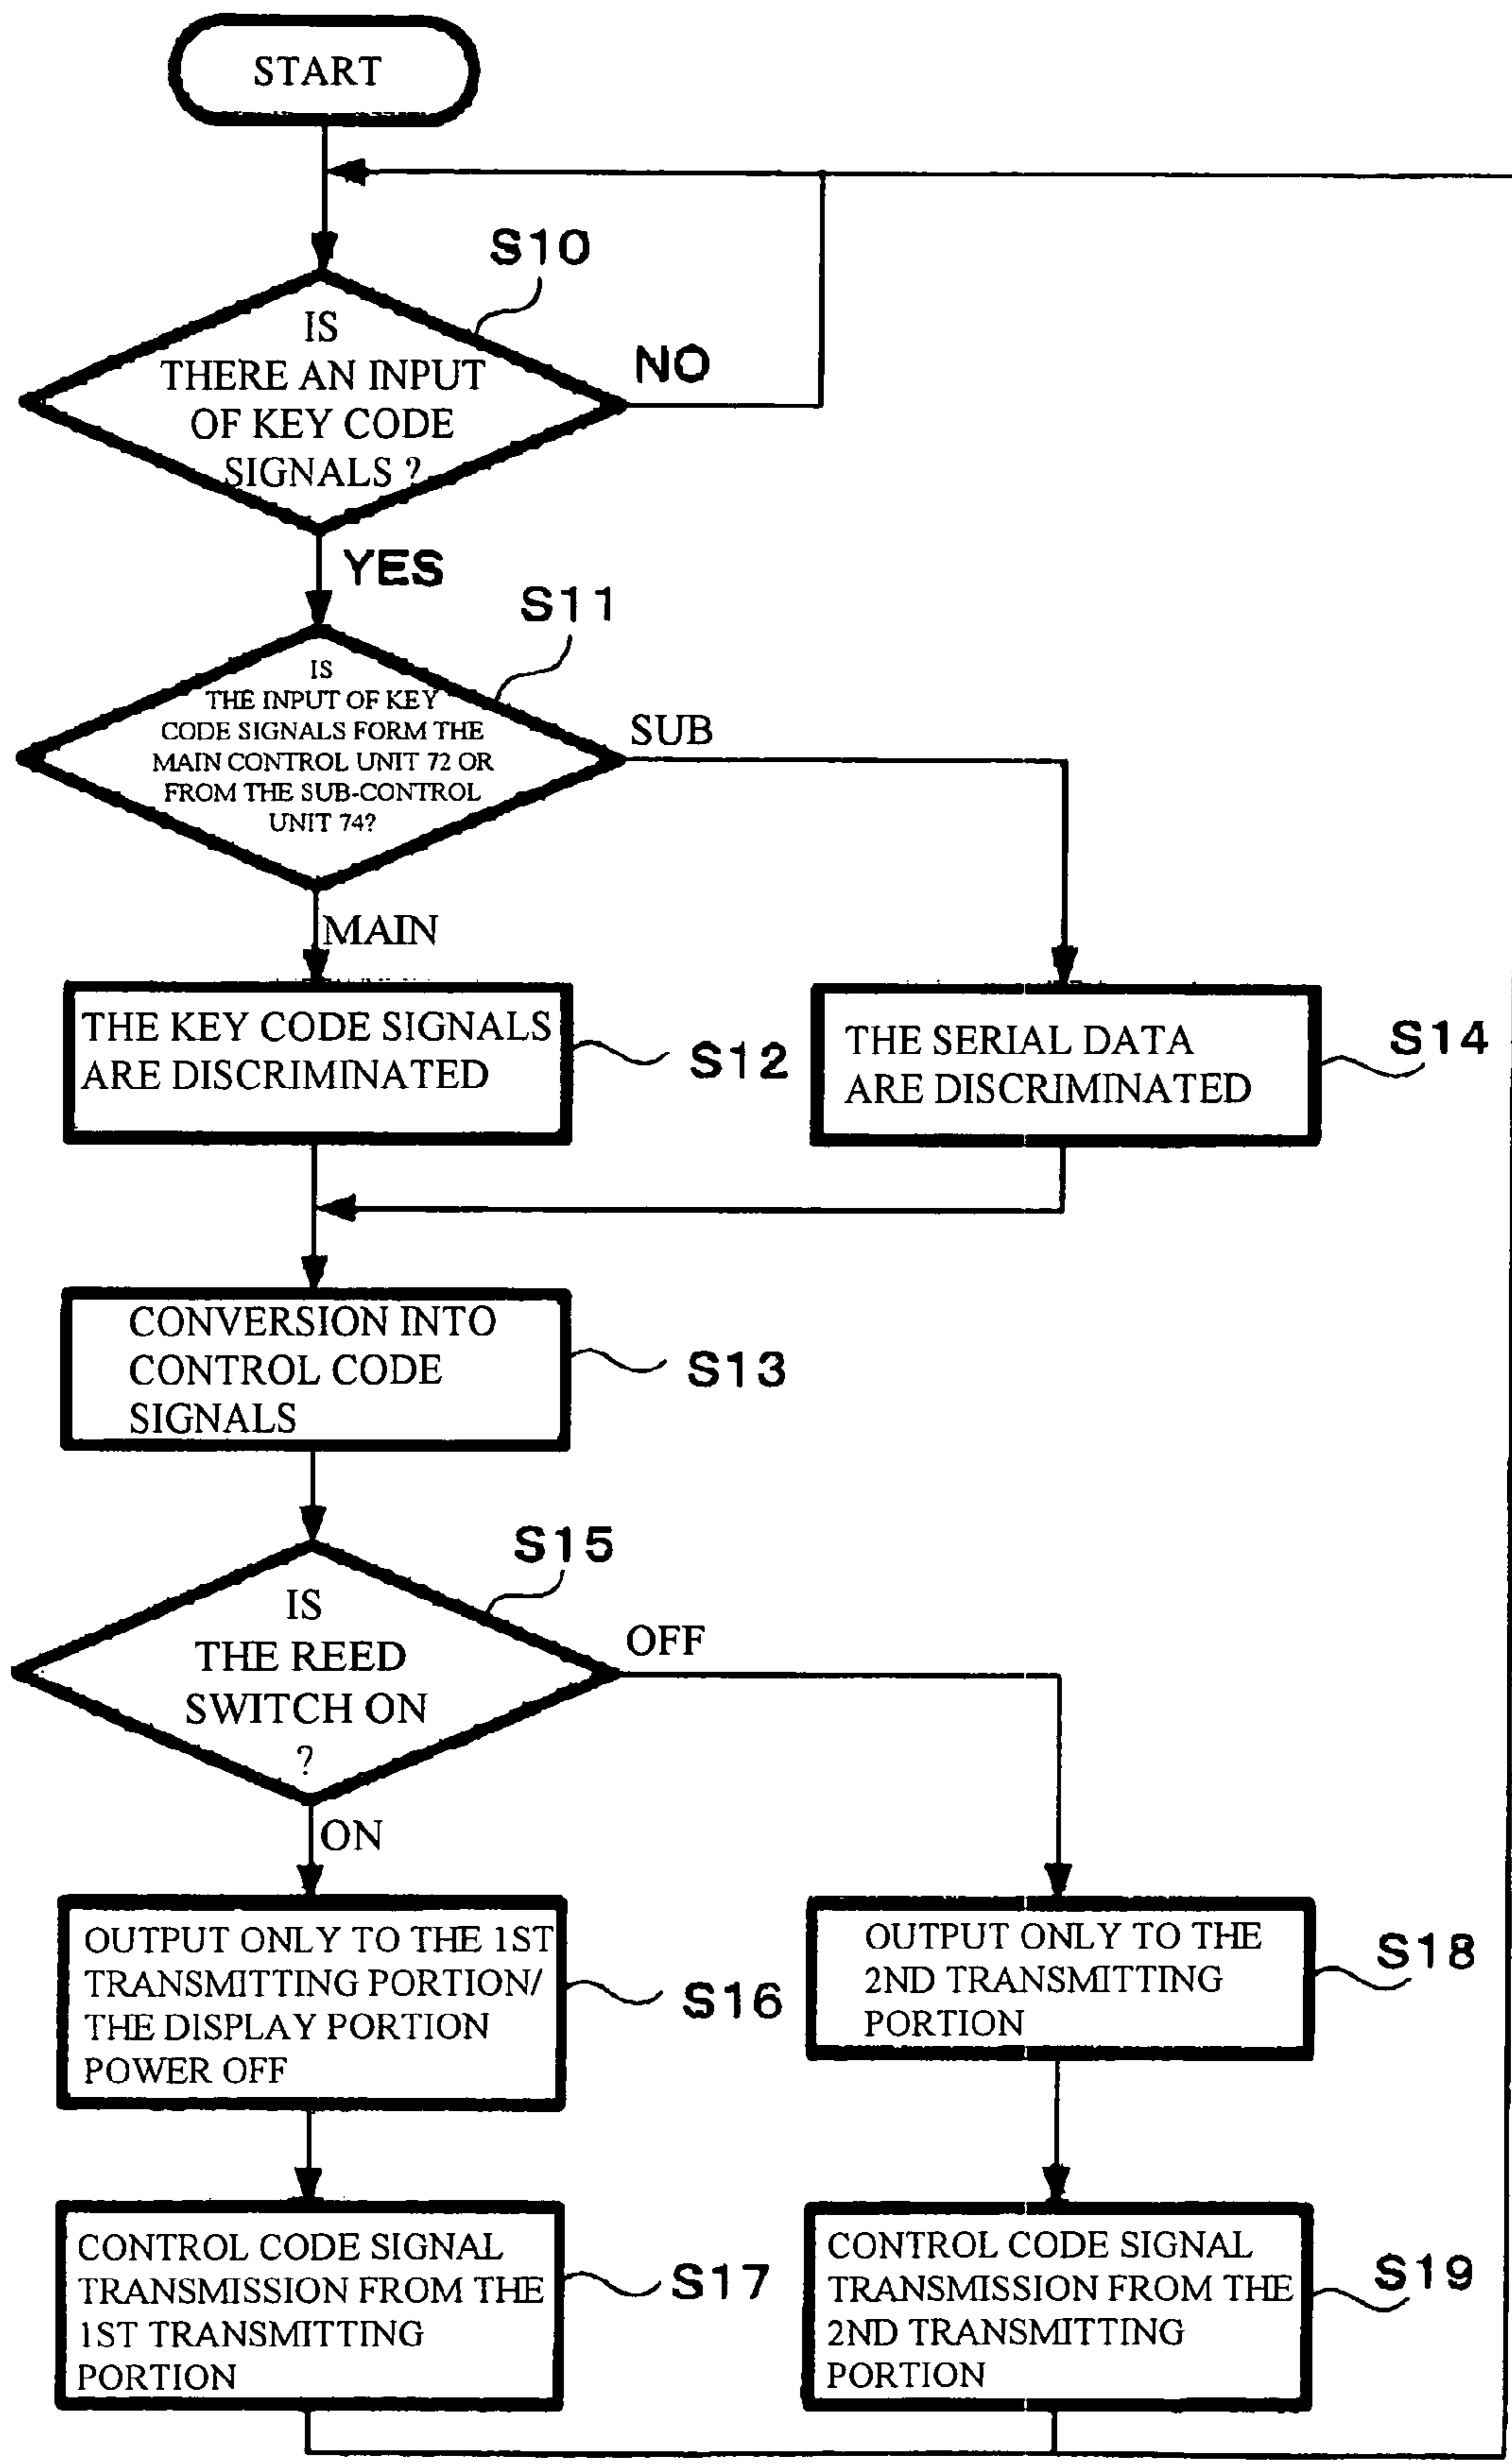 START
S10
IS
THERE AN INPUT
OF KEY CODE
SIGNALS ?
NO
YES
S11
IS
THE INPUT OF KEY
CODE SIGNALS FORM THE
MAIN CONTROL UNIT 72 OR
FROM THE SUB-CONTROL
UNIT 74?
SUB
MAIN
THE KEY CODE SIGNALS
ARE DISCRIMINATED
S12
THE SERIAL DATA
ARE DISCRIMINATED
S14
CONVERSION INTO
CONTROL CODE
SIGNALS
S13
S15
IS
THE REED
SWITCH ON
?
OFF
ON
OUTPUT ONLY TO THE 1ST
TRANSMITTING PORTION/
THE DISPLAY PORTION
POWER OFF
S16
OUTPUT ONLY TO THE
2ND TRANSMITTING
PORTION
S18
CONTROL CODE SIGNAL
TRANSMISSION FROM THE
1ST TRANSMITTING
PORTION
S17
CONTROL CODE SIGNAL
TRANSMISSION FROM THE
2ND TRANSMITTING
PORTION
S19